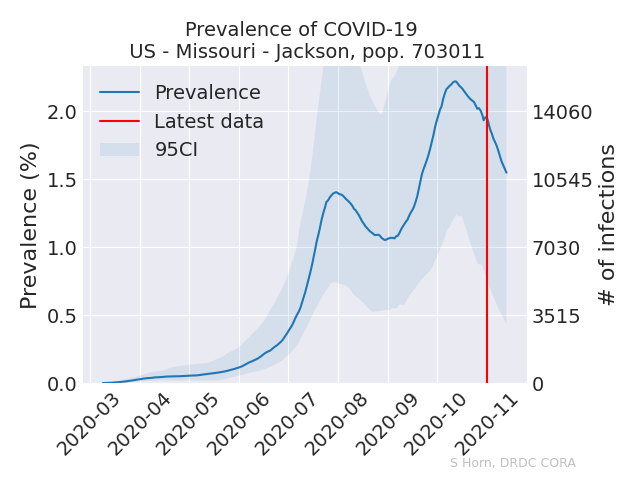 Prevalence of COVID-19
US - Missouri - Jackson, pop. 703011
Prevalence
Latest data
95CI
Prevalence (%)
2.0
1.5
1.0
0.5
0.0
14060
10545
7030
3515
0
# of infections
2020-03
2020-04
2020-05
2020-06
2020-07
2020-08
2020-09
2020-10
2020-11
S Horn, DRDC CORA